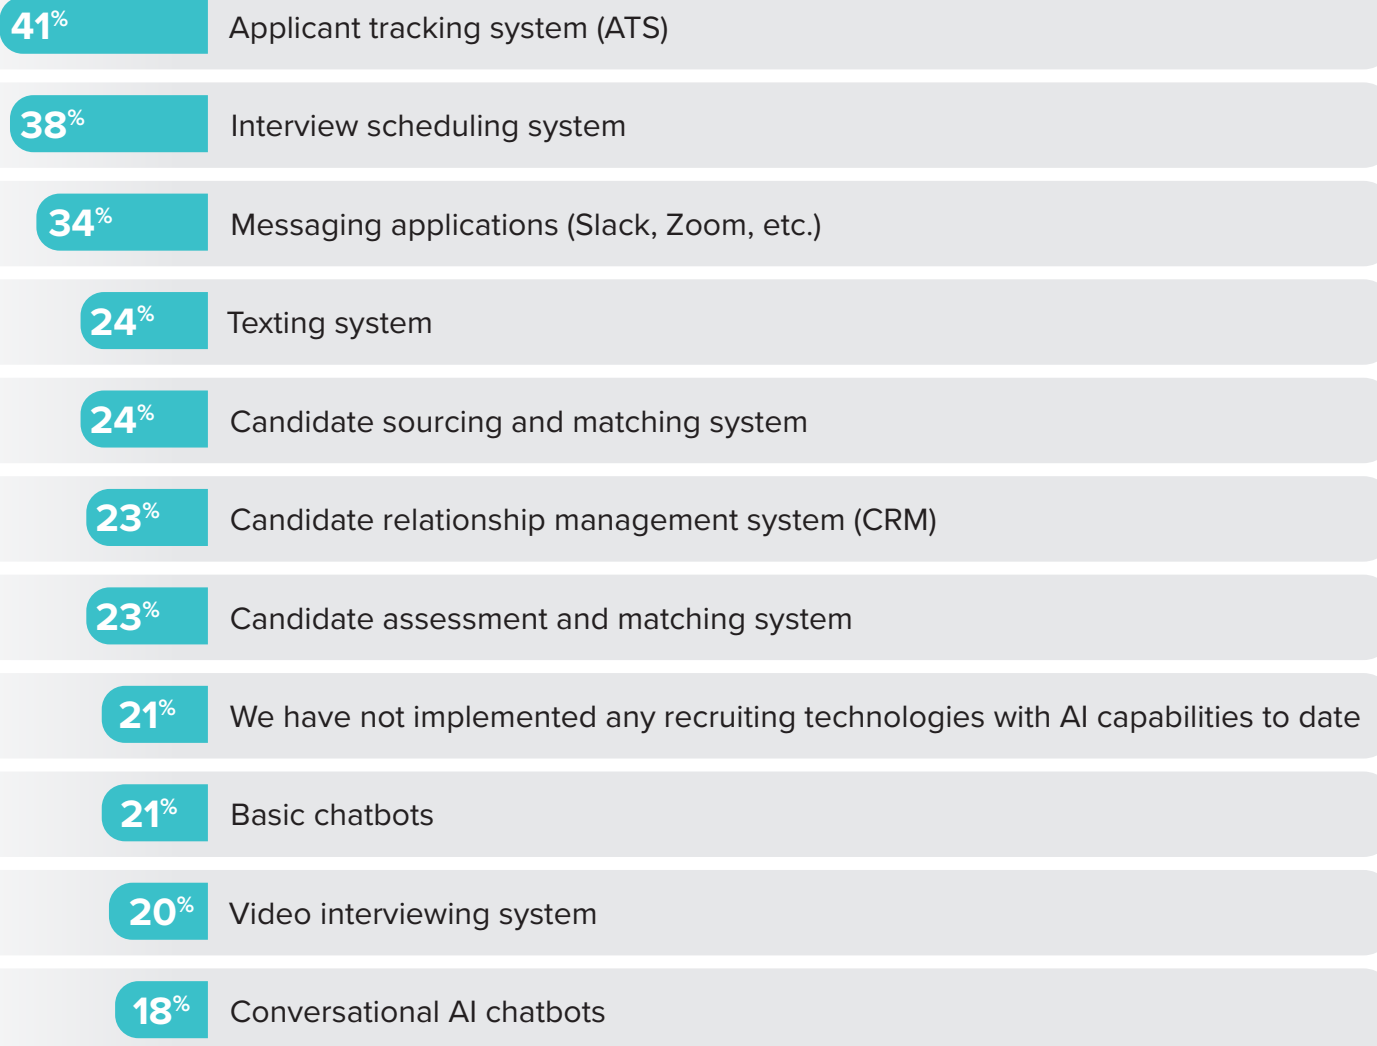 41% Applicant tracking system (ATS)
38% Interview scheduling system
34% Messaging applications (Slack, Zoom, etc.)
24% Texting system
24% Candidate sourcing and matching system
23% Candidate relationship management system (CRM)
23% Candidate assessment and matching system
21% We have not implemented any recruiting technologies with AI capabilities to date
21% Basic chatbots
20% Video interviewing system
18% Conversational AI chatbots